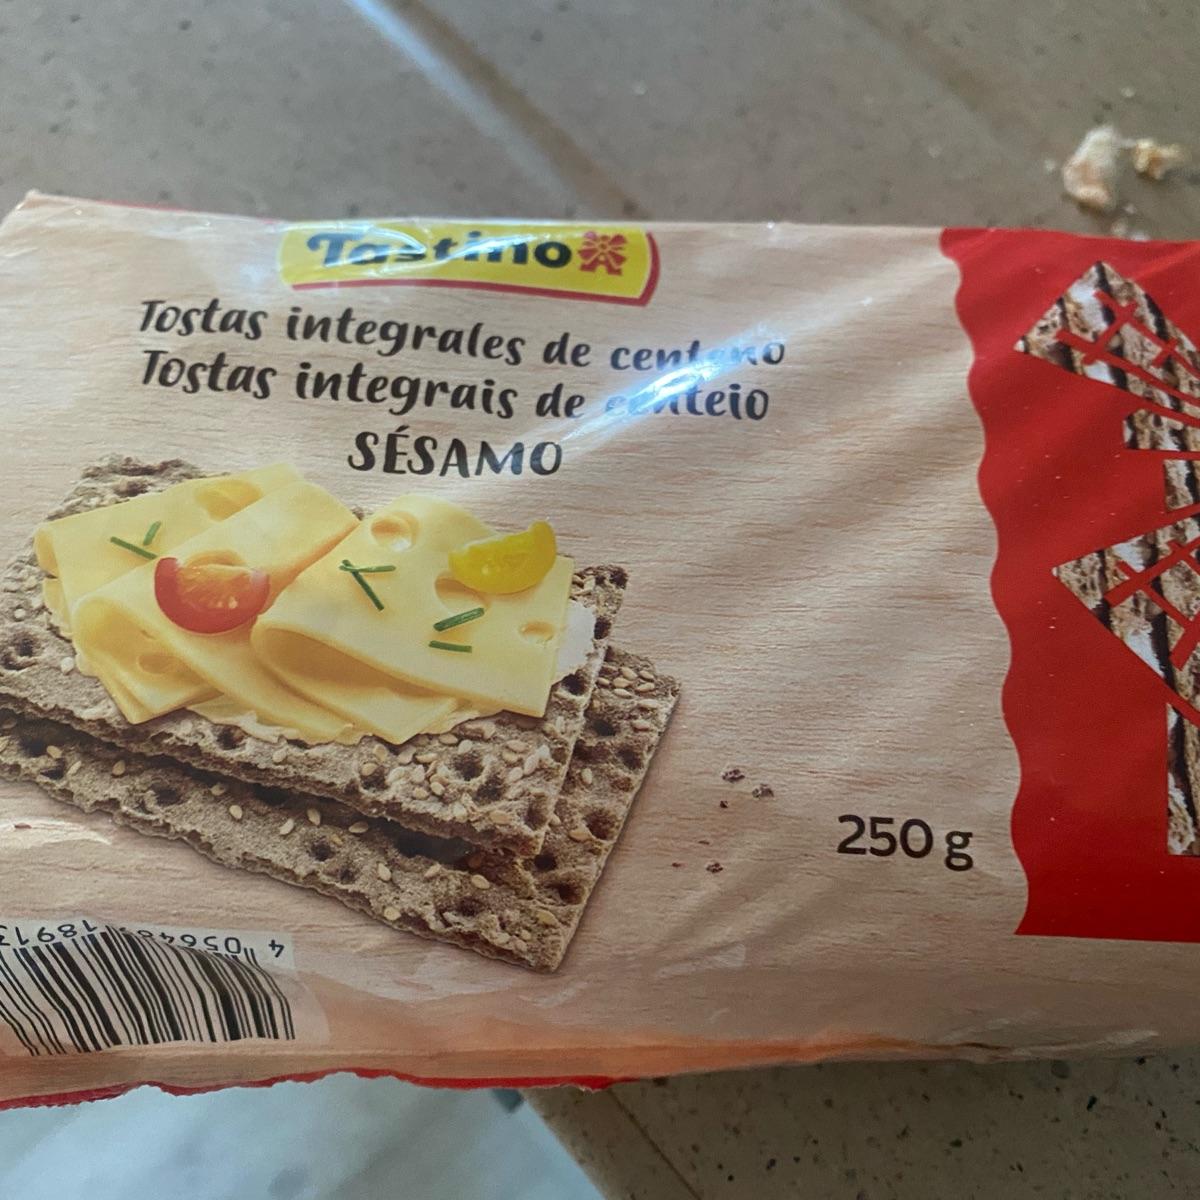 Tastino
Tostas integrales de centeno
Tostas integrais de centeio
SÉSAMO
250 g